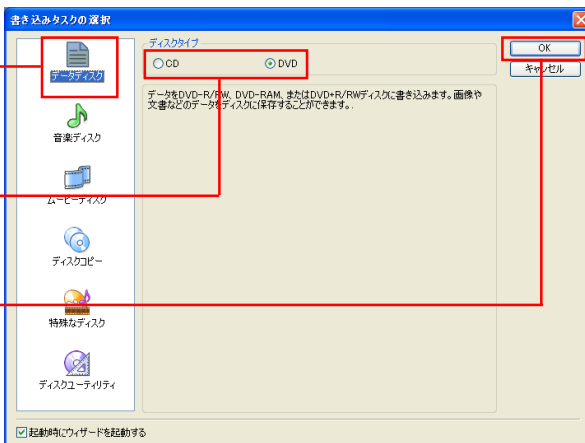 書き込みタスクの選択
データディスク
音楽ディスク
ムービーディスク
ディスクコピー
特殊なディスク
ディスクユーティリティ
ディスクタイプ
CD
DVD
データをDVD-R/RW、DVD-RAM、またはDVD+R/RWディスクに書き込みます。画像や
文書などのデータをディスクに保存することができます。.
OK
キャンセル
起動時にウィザードを起動する